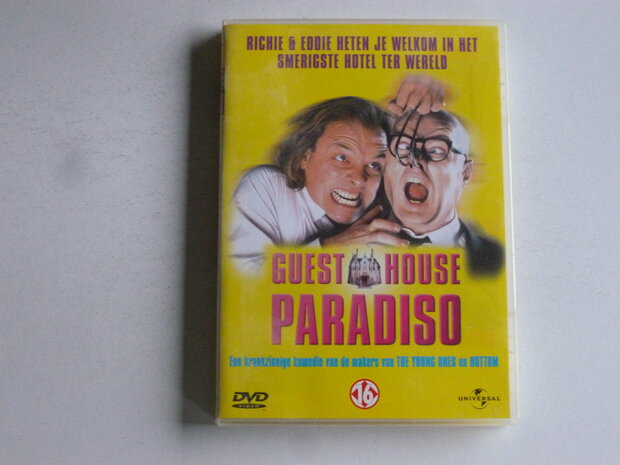 RICHIE & EDDIE HETEN JE WELKOM IN HET
SMERIGSTE HOTEL TER WERELD
GUEST HOUSE
PARADISO
Een krankzinnige komedie van de makers van THE YOUNG ONES en BOTTOM
DVD
VIDEO
16
UNIVERSAL